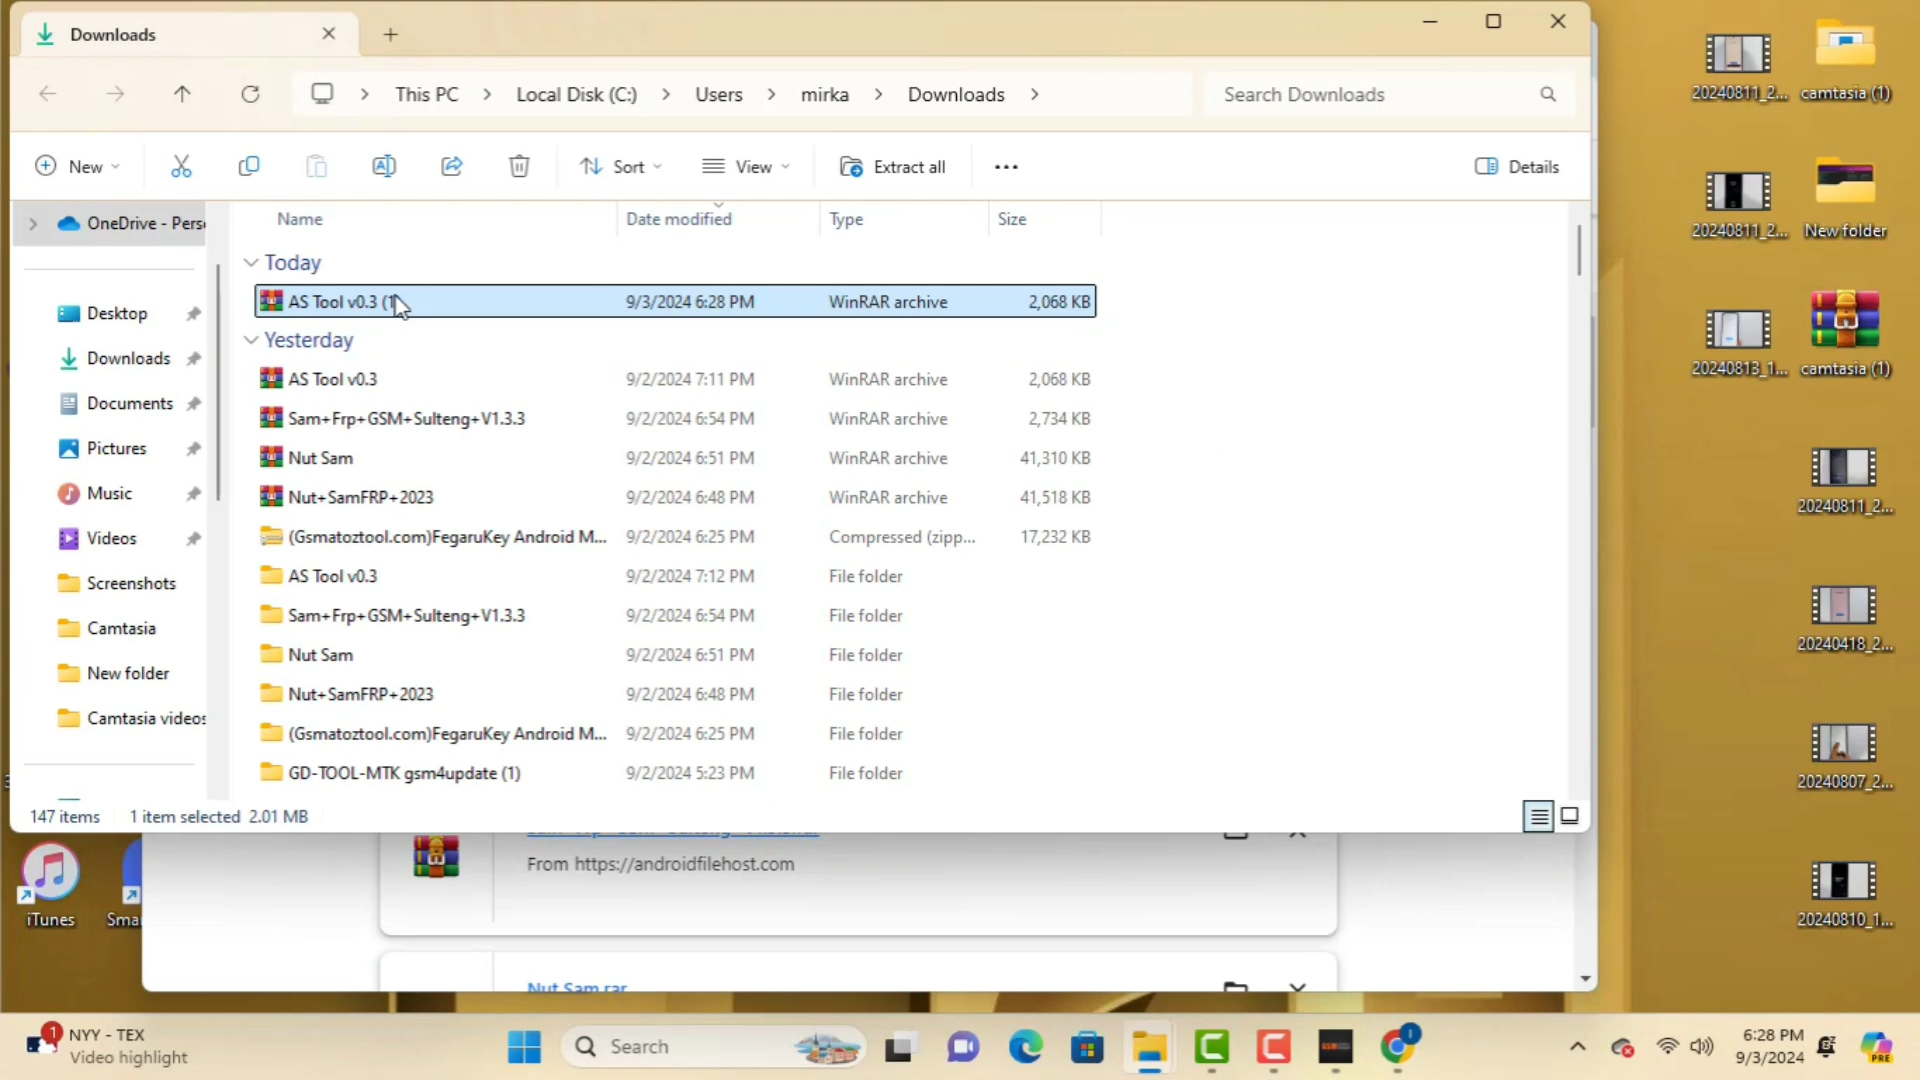 Downloads
This PC > Local Disk (C:) > Users > mirka > Downloads >
Search Downloads
New
Sort
View
Extract all
Details
Name Date modified Type Size
OneDrive - Pers
Desktop
Downloads
Documents
Pictures
Music
Videos
Screenshots
Camtasia
New folder
Camtasia videos
Today
AS Tool v0.3 (1 9/3/2024 6:28 PM WinRAR archive 2,068 KB
Yesterday
AS Tool v0.3 9/2/2024 7:11 PM WinRAR archive 2,068 KB
Sam+Frp+GSM+Sulteng+V1.3.3 9/2/2024 6:54 PM WinRAR archive 2,734 KB
Nut Sam 9/2/2024 6:51 PM WinRAR archive 41,310 KB
Nut+SamFRP+2023 9/2/2024 6:48 PM WinRAR archive 41,518 KB
(Gsmatoztool.com)FegaruKey Android M... 9/2/2024 6:25 PM Compressed (zipp... 17,232 KB
AS Tool v0.3 9/2/2024 7:12 PM File folder
Sam+Frp+GSM+Sulteng+V1.3.3 9/2/2024 6:54 PM File folder
Nut Sam 9/2/2024 6:51 PM File folder
Nut+SamFRP+2023 9/2/2024 6:48 PM File folder
(Gsmatoztool.com)FegaruKey Android M... 9/2/2024 6:25 PM File folder
GD-TOOL-MTK gsm4update (1) 9/2/2024 5:23 PM File folder
147 items 1 item selected 2.01 MB
From https://androidfilehost.com
Nut Sam.rar
iTunes
Sma
20240811_2...
camtasia (1)
20240811_2...
New folder
20240813_1...
camtasia (1)
20240811_2...
20240418_2...
20240807_2...
20240810_1...
1
NYY - TEX
Video highlight
Search
6:28 PM
9/3/2024
PRE